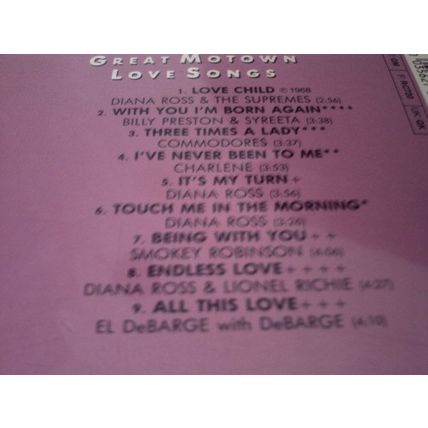 GREAT MOTOWN
LOVE SONGS
1. LOVE CHILD ℗ 1968
DIANA ROSS & THE SUPREMES (2:56)
2. WITH YOU I'M BORN AGAIN****
BILLY PRESTON & SYREETA (3:38)
3. THREE TIMES A LADY***
COMMODORES (3:37)
4. I'VE NEVER BEEN TO ME**
CHARLENE (3:53)
5. IT'S MY TURN+
DIANA ROSS (3:56)
6. TOUCH ME IN THE MORNING*
DIANA ROSS (3:26)
7. BEING WITH YOU++
SMOKEY ROBINSON (4:06)
8. ENDLESS LOVE++++
DIANA ROSS & LIONEL RICHIE (4:27)
9. ALL THIS LOVE+++
EL DeBARGE with DeBARGE (4:10)